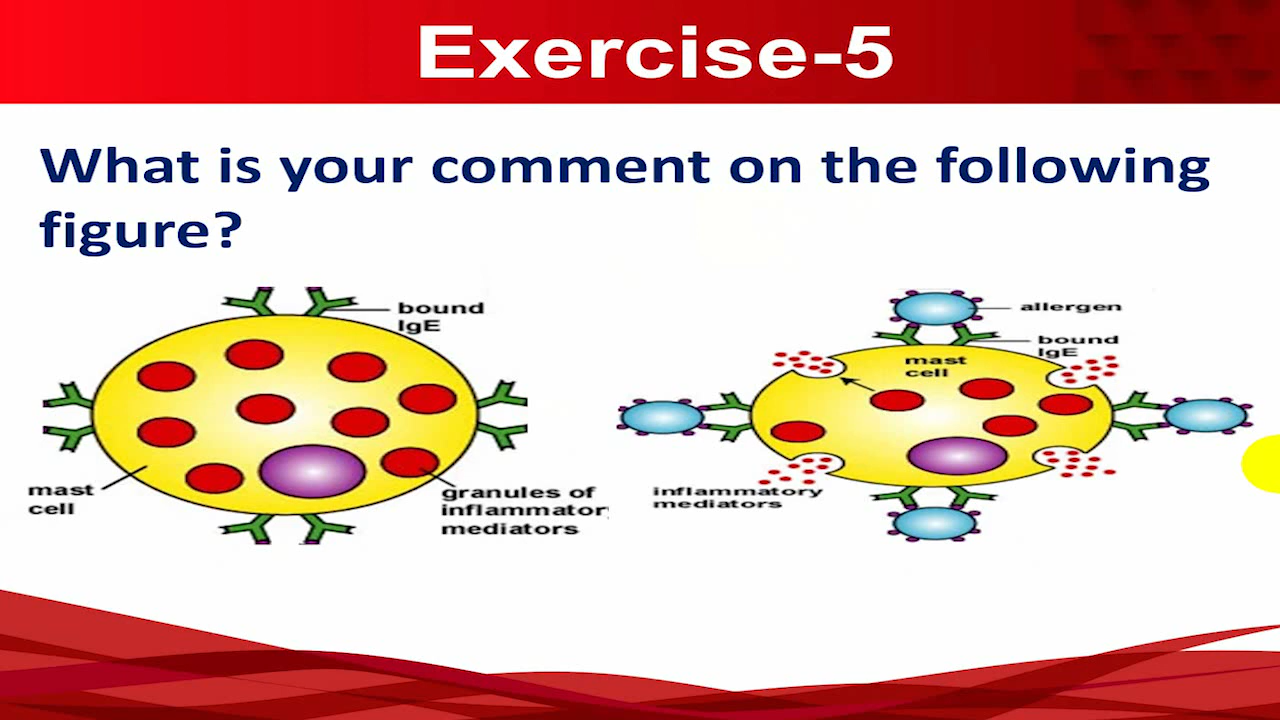 Exercise-5
What is your comment on the following
figure?
bound
IgE
mast
cell
granules of
inflammator
mediators
allergen
bound
IgE
mast
cell
inflammatory
mediators